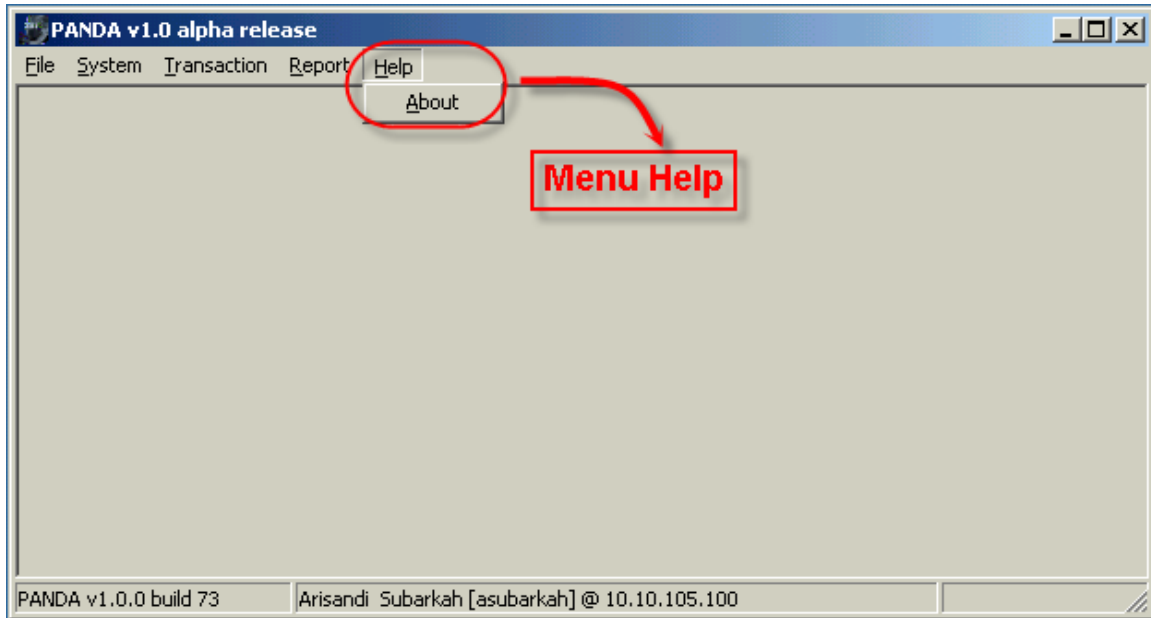 PANDA v1.0 alpha release
File System Transaction Report Help
About
Menu Help
PANDA v1.0.0 build 73 Arisandi Subarkah [asubarkah] @ 10.10.105.100